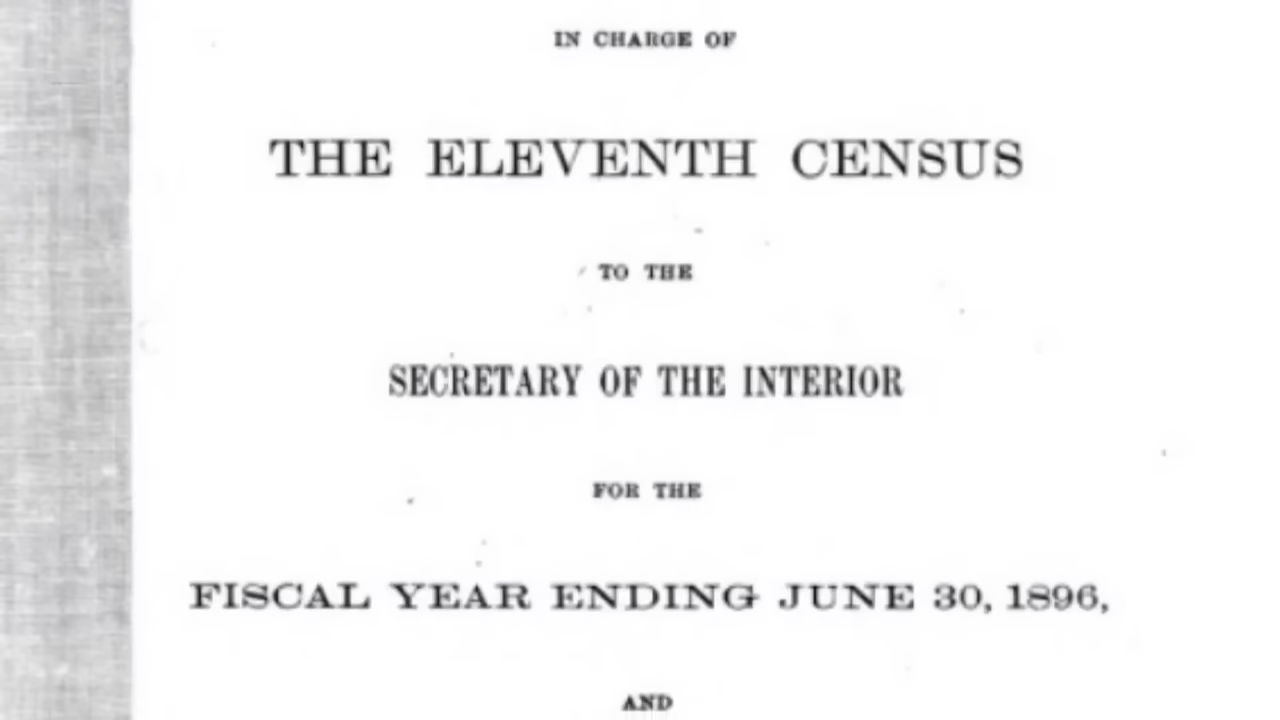 IN CHARGE OF
THE ELEVENTH CENSUS
TO THE
SECRETARY OF THE INTERIOR
FOR THE
FISCAL YEAR ENDING JUNE 30, 1896,
AND